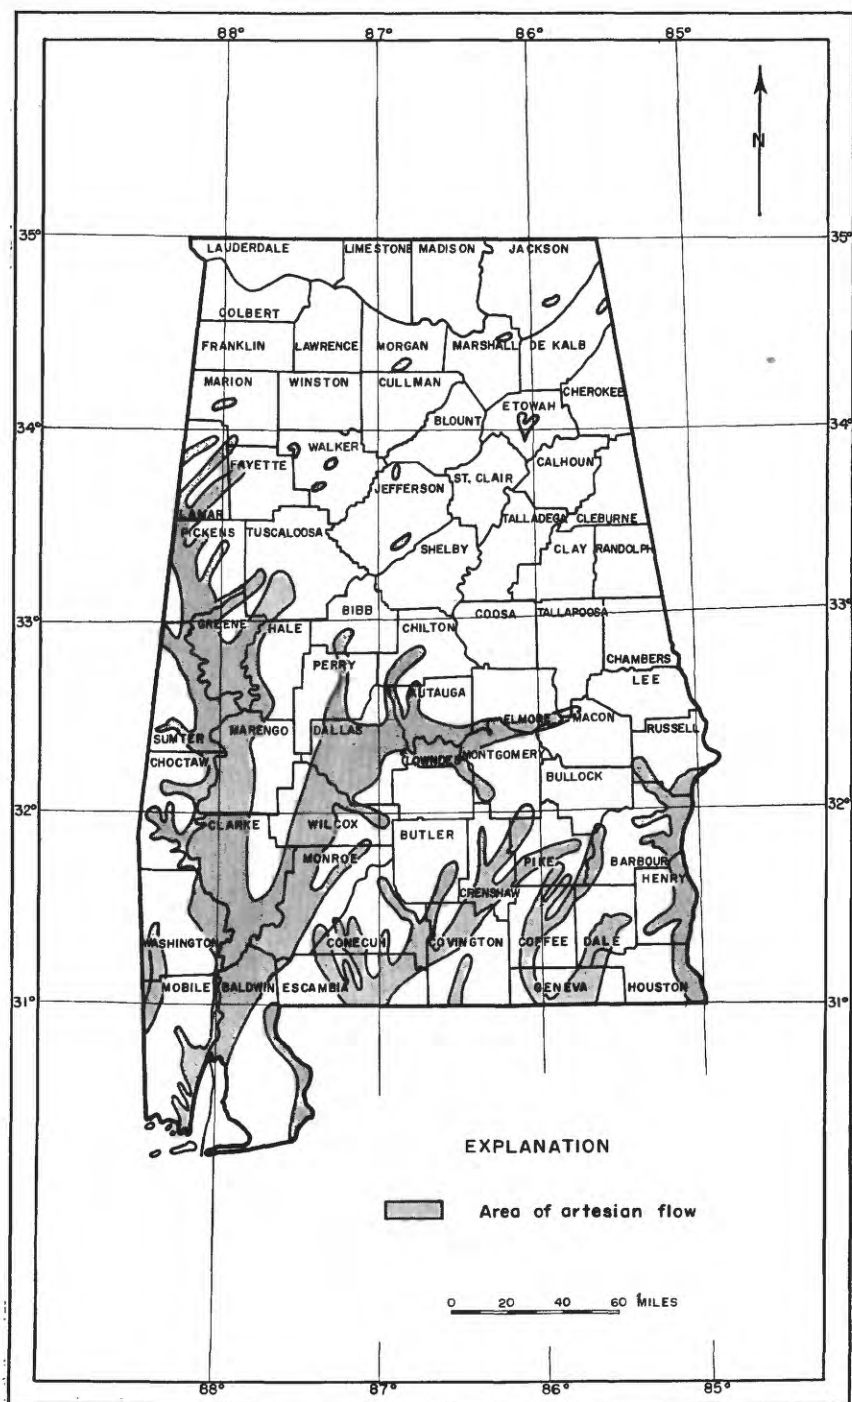 88° 87° 86° 85°
N
35° 35°
LAUDERDALE LIMESTONE MADISON JACKSON
COLBERT
FRANKLIN LAWRENCE MORGAN MARSHALL DE KALB
MARION WINSTON CULLMAN CHEROKEE
ETOWAH
BLOUNT
34° 34°
WALKER
FAYETTE CALHOUN
ST. CLAIR
JEFFERSON
LAMAR TALLADEGA CLEBURNE
PICKENS TUSCALOOSA
SHELBY CLAY RANDOLPH
33° 33°
BIBB COOSA TALLAPOOSA
GREENE HALE CHILTON
PERRY CHAMBERS
LEE
AUTAUGA
ELMORE MACON
SUMTER MARENGO DALLAS RUSSELL
CHOCTAW LOWNDES MONTGOMERY
BULLOCK
32° 32°
CLARKE WILCOX
BUTLER
MONROE PIKE BARBOUR
HENRY
CRENSHAW
WASHINGTON CONECUH COVINGTON COFFEE DALE
MOBILE BALDWIN ESCAMBIA GENEVA HOUSTON
31° 31°
EXPLANATION
Area of artesian flow
0 20 40 60 MILES
88° 87° 86° 85°